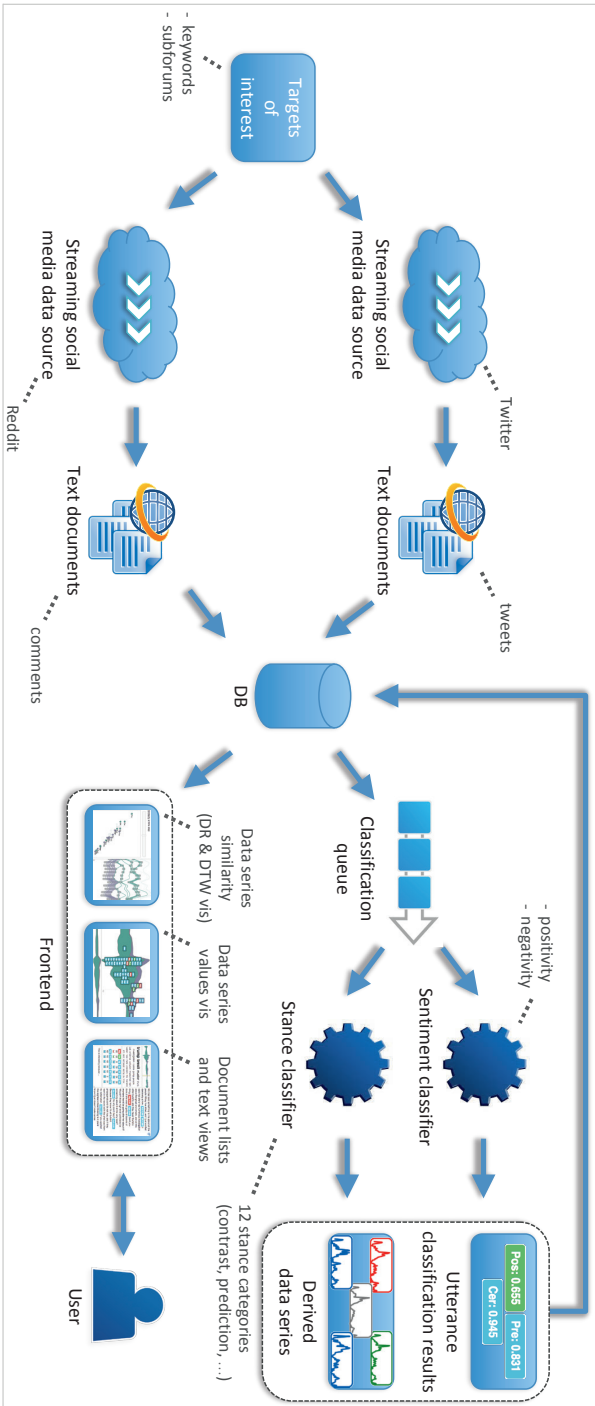 - keywords
- subforums
Targets
of
interest
Streaming social
media data source
Twitter
Streaming social
media data source
Reddit
Text documents
tweets
Text documents
comments
DB
Classification
queue
- positivity
- negativity
Sentiment classifier
Stance classifier
12 stance categories
(contrast, prediction, ...)
Pos: 0.655
Pre: 0.831
Cer: 0.945
Utterance
classification results
Derived
data series
Data series
similarity
(DR & DTW vis)
Data series
values vis
Document lists
and text views
Frontend
User